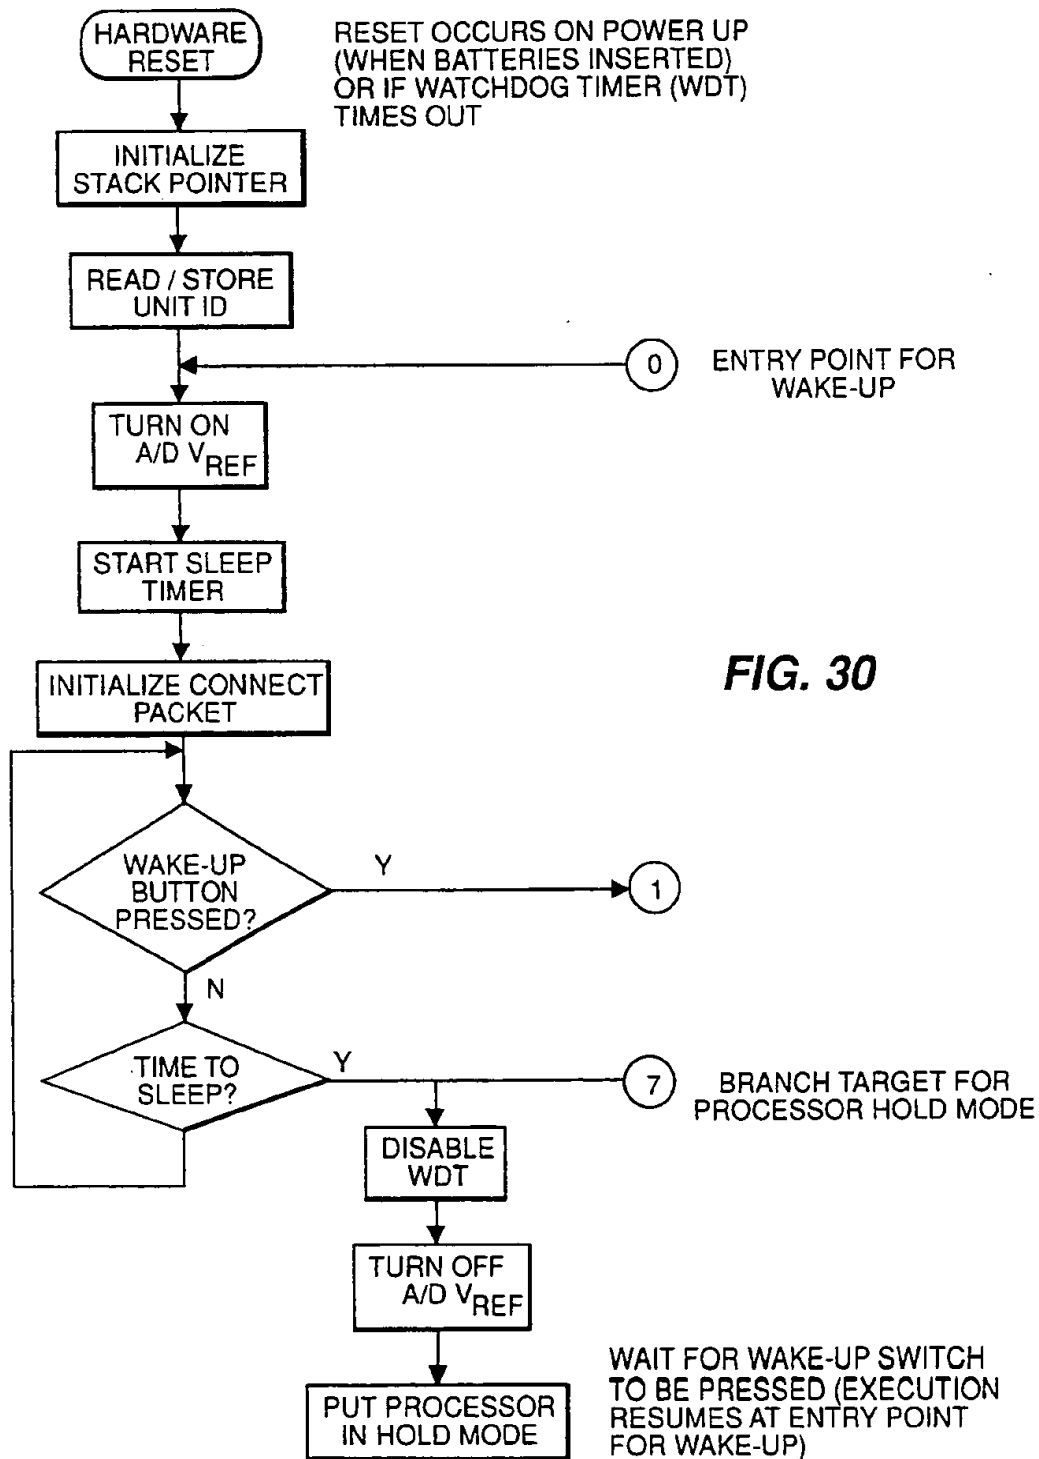 HARDWARE
RESET
RESET OCCURS ON POWER UP
(WHEN BATTERIES INSERTED)
OR IF WATCHDOG TIMER (WDT)
TIMES OUT
INITIALIZE
STACK POINTER
READ / STORE
UNIT ID
0
ENTRY POINT FOR
WAKE-UP
TURN ON
A/D VREF
START SLEEP
TIMER
INITIALIZE CONNECT
PACKET
FIG. 30
WAKE-UP
BUTTON
PRESSED?
Y
1
N
TIME TO
SLEEP?
Y
7
BRANCH TARGET FOR
PROCESSOR HOLD MODE
DISABLE
WDT
TURN OFF
A/D VREF
PUT PROCESSOR
IN HOLD MODE
WAIT FOR WAKE-UP SWITCH
TO BE PRESSED (EXECUTION
RESUMES AT ENTRY POINT
FOR WAKE-UP)